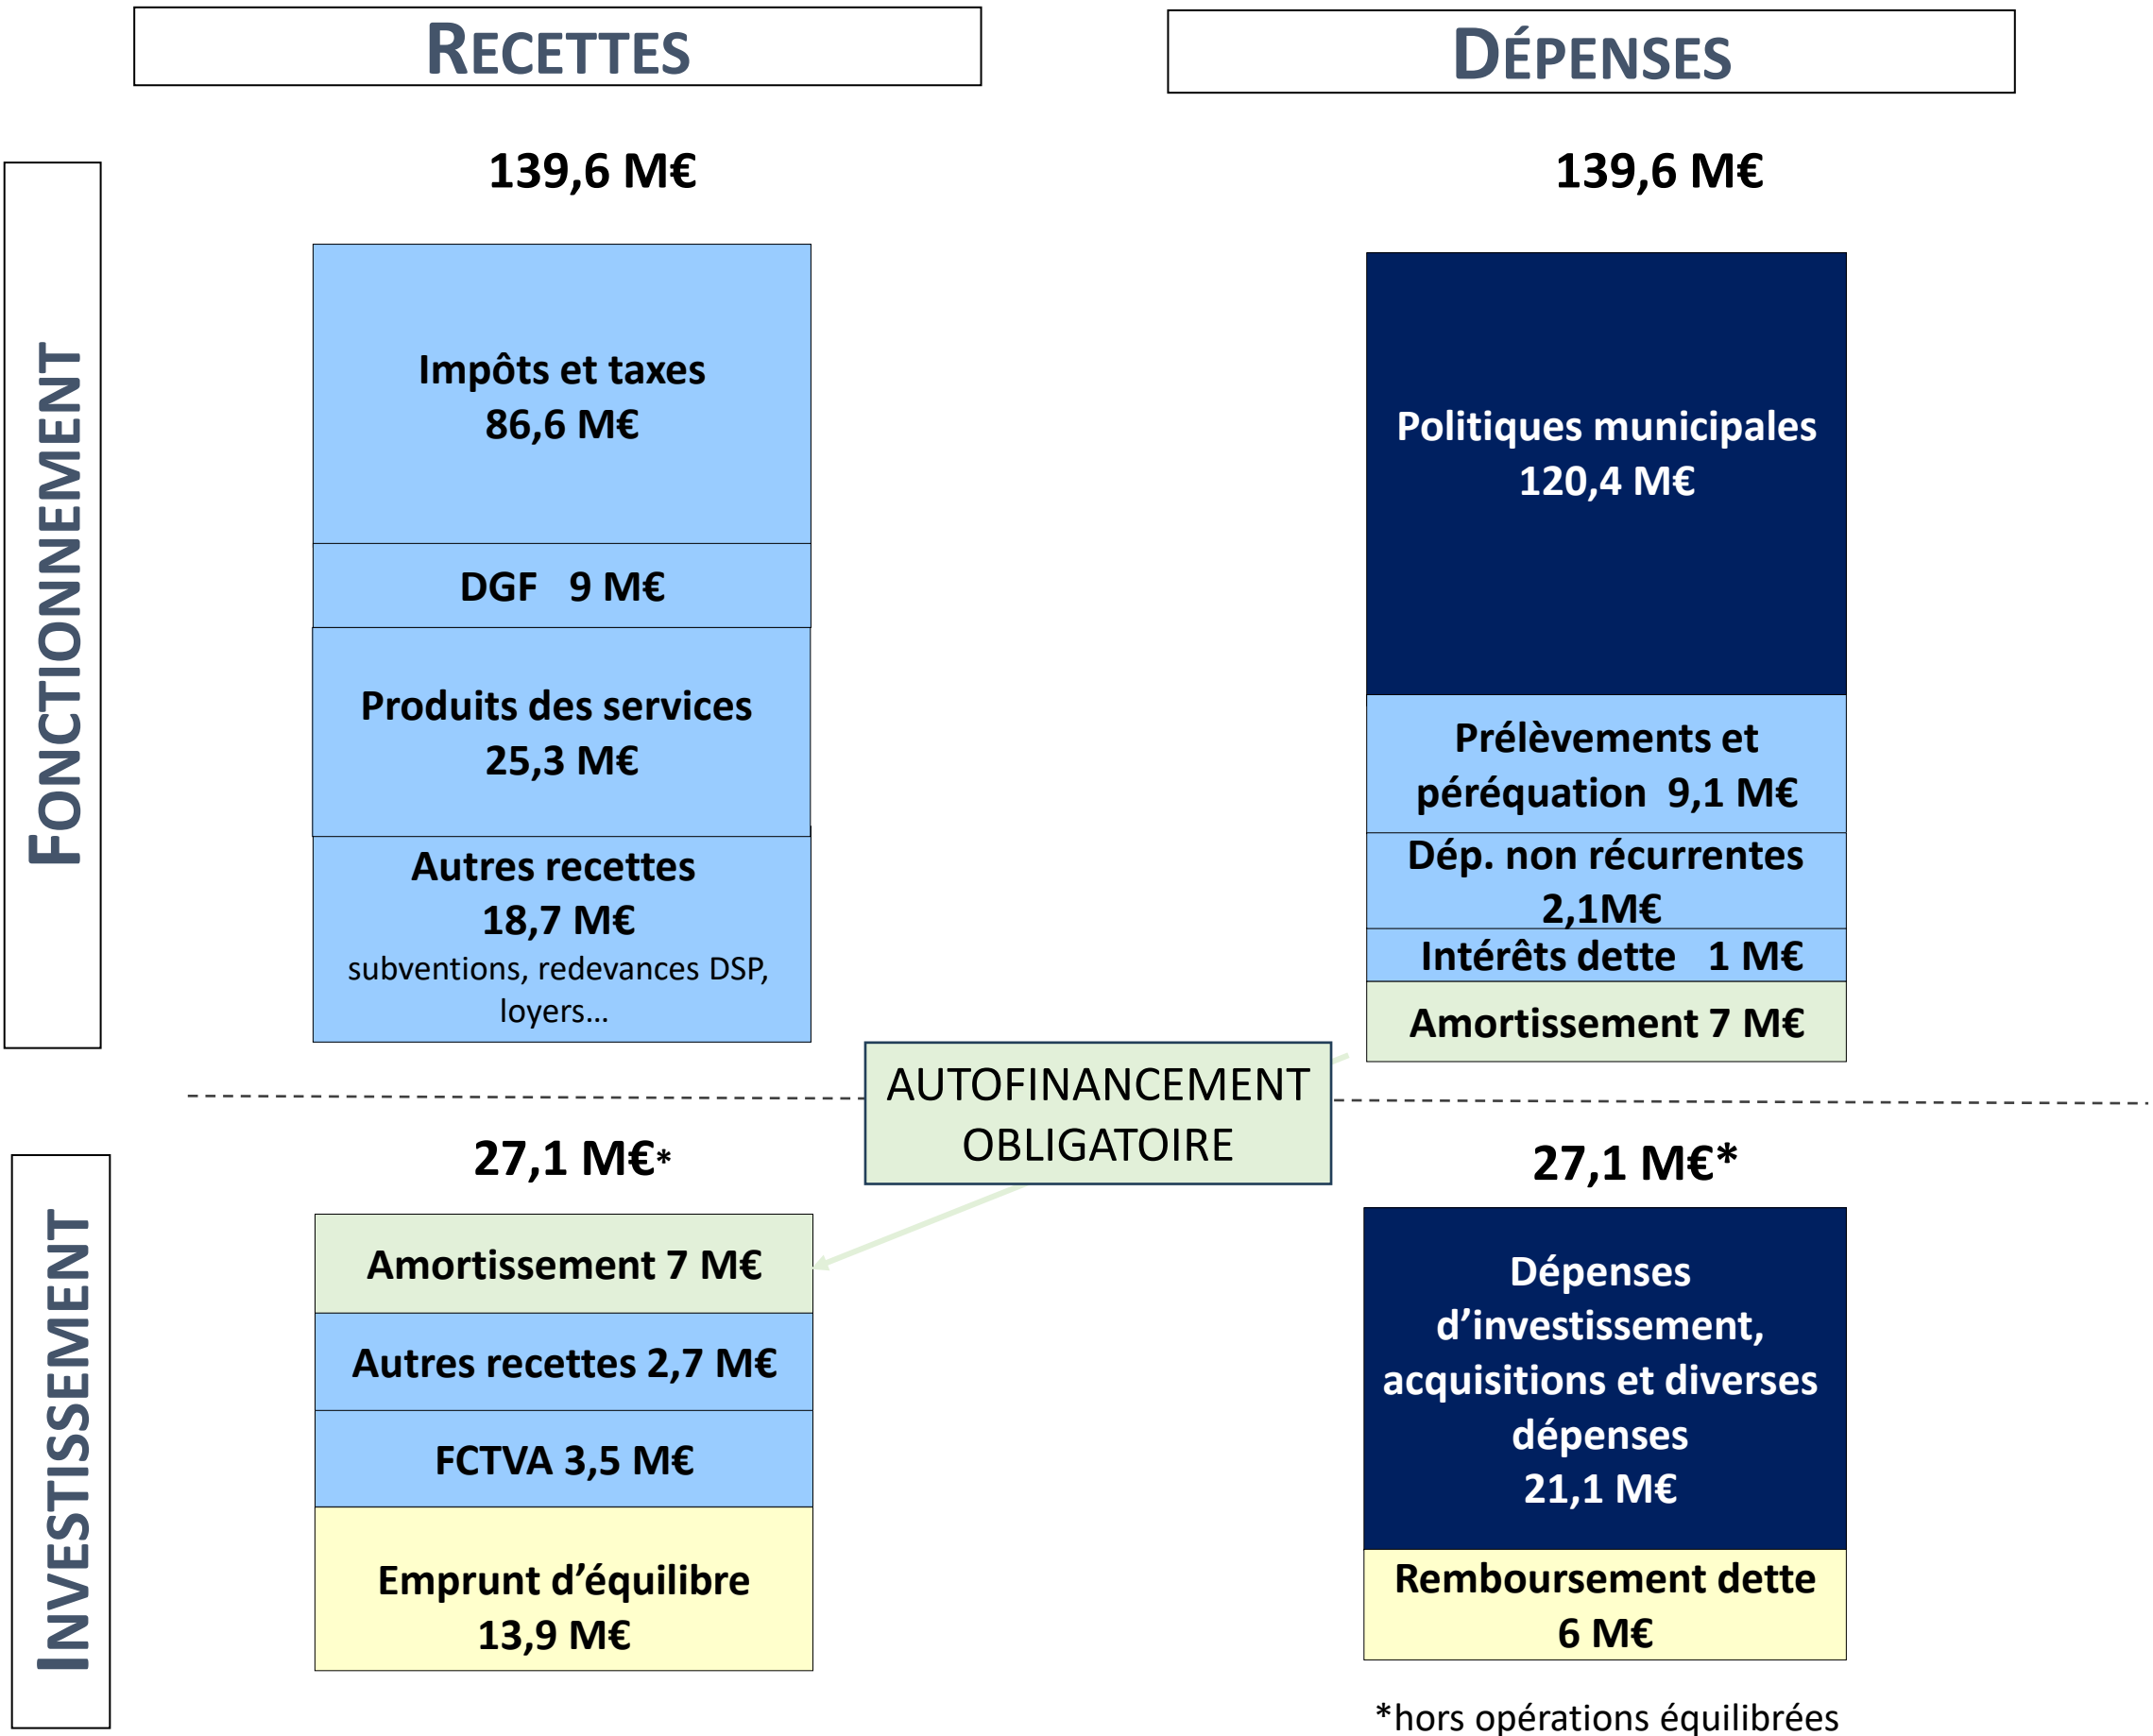 RECETTES
DÉPENSES
FONCTIONNEMENT
139,6 M€
139,6 M€
Impôts et taxes
86,6 M€
DGF 9 M€
Produits des services
25,3 M€
Autres recettes
18,7 M€
subventions, redevances DSP,
loyers...
Politiques municipales
120,4 M€
Prélèvements et
péréquation 9,1 M€
Dép. non récurrentes
2,1M€
Intérêts dette 1 M€
Amortissement 7 M€
AUTOFINANCEMENT
OBLIGATOIRE
INVESTISSEMENT
27,1 M€*
27,1 M€*
Amortissement 7 M€
Autres recettes 2,7 M€
FCTVA 3,5 M€
Emprunt d’équilibre
13,9 M€
Dépenses
d’investissement,
acquisitions et diverses
dépenses
21,1 M€
Remboursement dette
6 M€
*hors opérations équilibrées